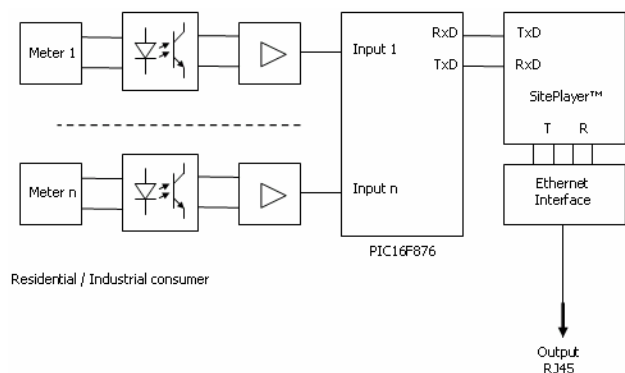 Meter 1
Input 1
RxD
TxD
TxD
RxD
SitePlayer™
T R
Meter n
Input n
Ethernet
Interface
PIC16F876
Residential / Industrial consumer
Output
RJ45